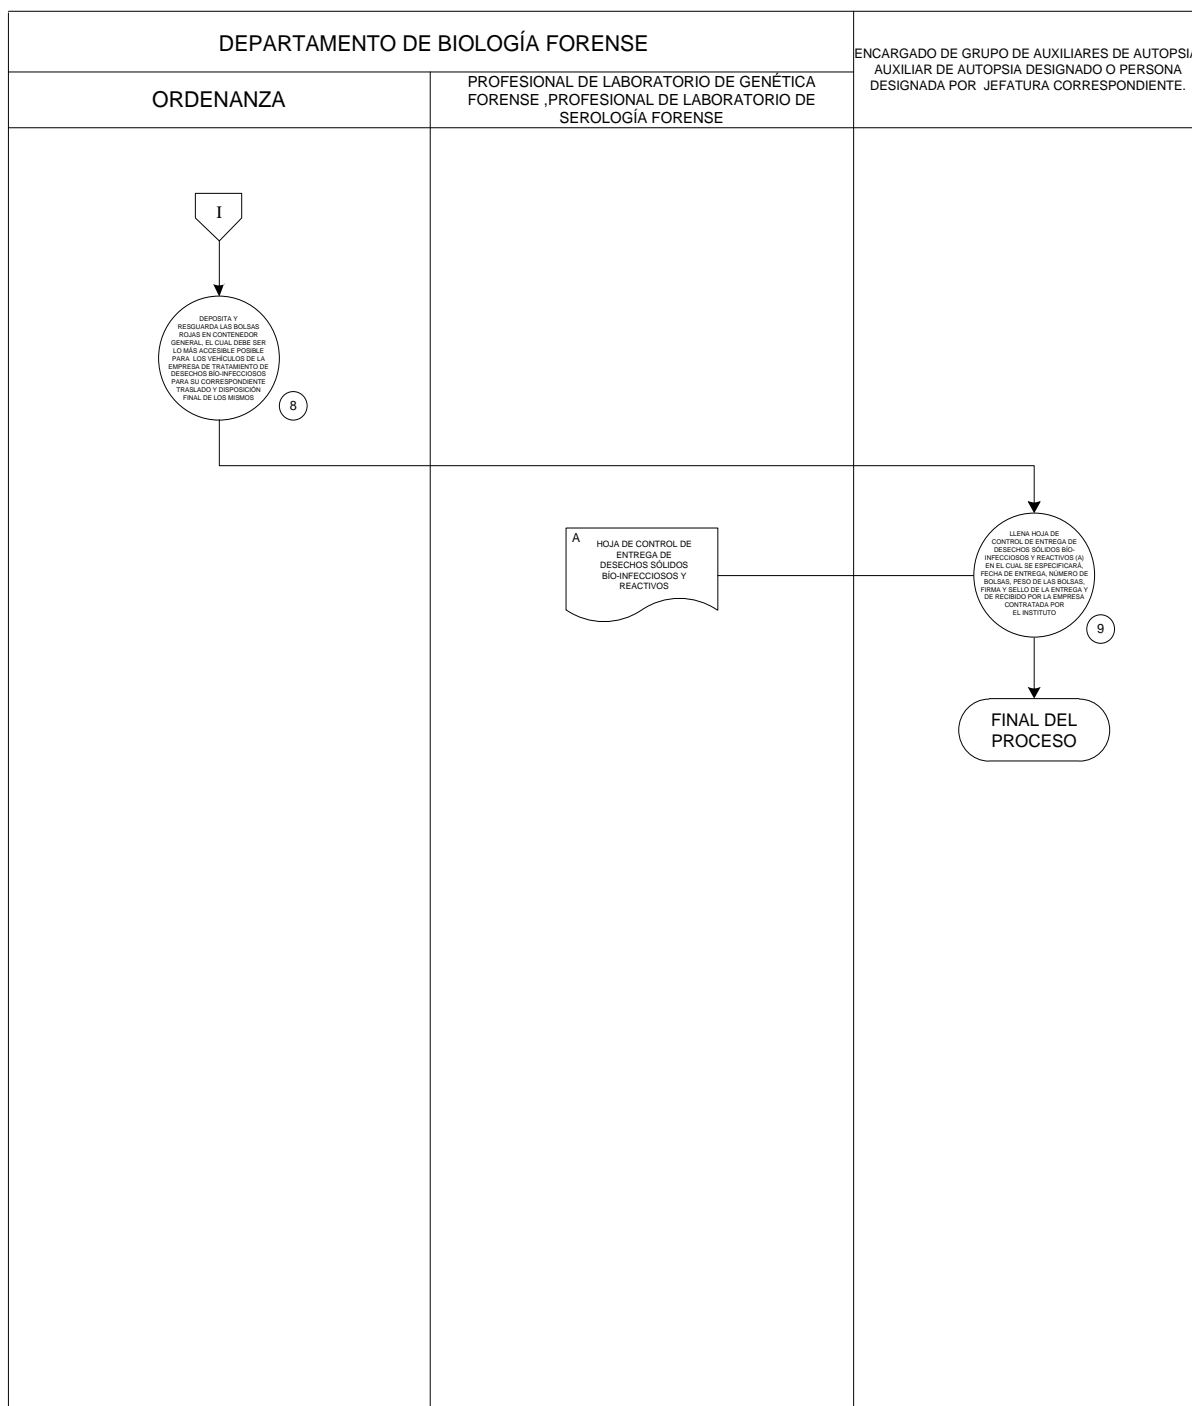 DEPARTAMENTO DE BIOLOGÍA FORENSE
ENCARGADO DE GRUPO DE AUXILIARES DE AUTOPSIA
AUXILIAR DE AUTOPSIA DESIGNADO O PERSONA
DESIGNADA POR JEFATURA CORRESPONDIENTE.
ORDENANZA
PROFESIONAL DE LABORATORIO DE GENÉTICA
FORENSE ,PROFESIONAL DE LABORATORIO DE
SEROLOGÍA FORENSE
I
DEPOSITA Y
RESGUARDA LAS BOLSAS
ROJAS EN CONTENEDOR
GENERAL, EL CUAL DEBE SER
LO MÁS ACCESIBLE POSIBLE
PARA LOS VEHÍCULOS DE LA
EMPRESA DE TRATAMIENTO DE
DESECHOS BÍO-INFECCIOSOS
PARA SU CORRESPONDIENTE
TRASLADO Y DISPOSICIÓN
FINAL DE LOS MISMOS
8
A
HOJA DE CONTROL DE
ENTREGA DE
DESECHOS SÓLIDOS
BÍO-INFECCIOSOS Y
REACTIVOS
LLENA HOJA DE
CONTROL DE ENTREGA DE
DESECHOS SÓLIDOS BÍO-
INFECCIOSOS Y REACTIVOS (A)
EN EL CUAL SE ESPECIFICARÁ,
FECHA DE ENTREGA, NÚMERO DE
BOLSAS, PESO DE LAS BOLSAS,
FIRMA Y SELLO DE LA ENTREGA Y
DE RECIBIDO POR LA EMPRESA
CONTRATADA POR
EL INSTITUTO
9
FINAL DEL
PROCESO